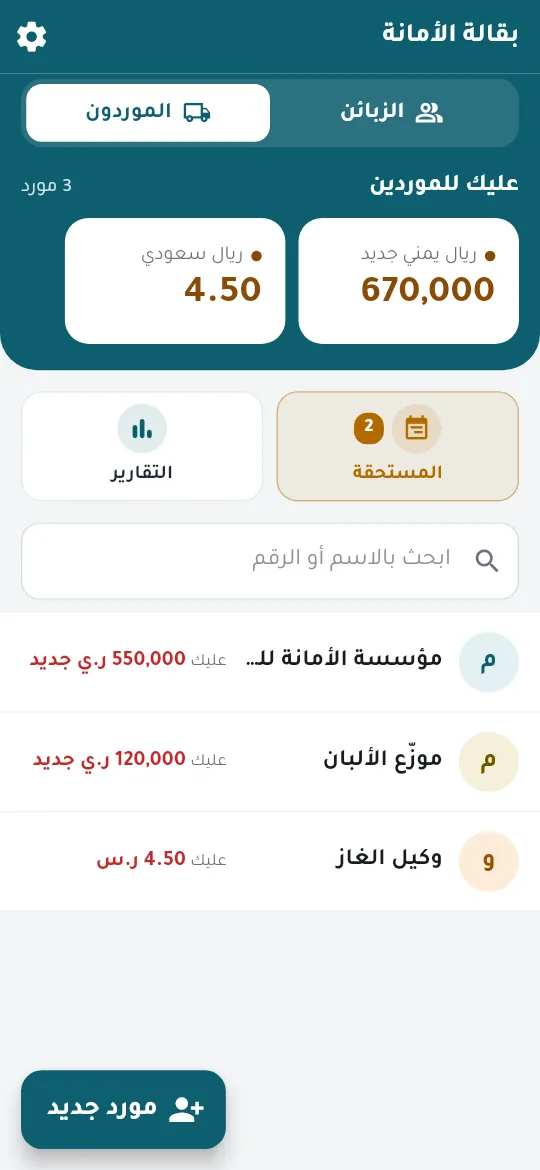 بقالة الأمانة
الزبائن
الموردون
عليك للموردين
3 مورد
ريال يمني جديد
670,000
ريال سعودي
4.50
2
المستحقة
التقارير
ابحث بالاسم أو الرقم
م
مؤسسة الأمانة للـ...
عليك 550,000 ر.ي جديد
م
موزّع الألبان
عليك 120,000 ر.ي جديد
و
وكيل الغاز
عليك 4.50 ر.س
مورد جديد